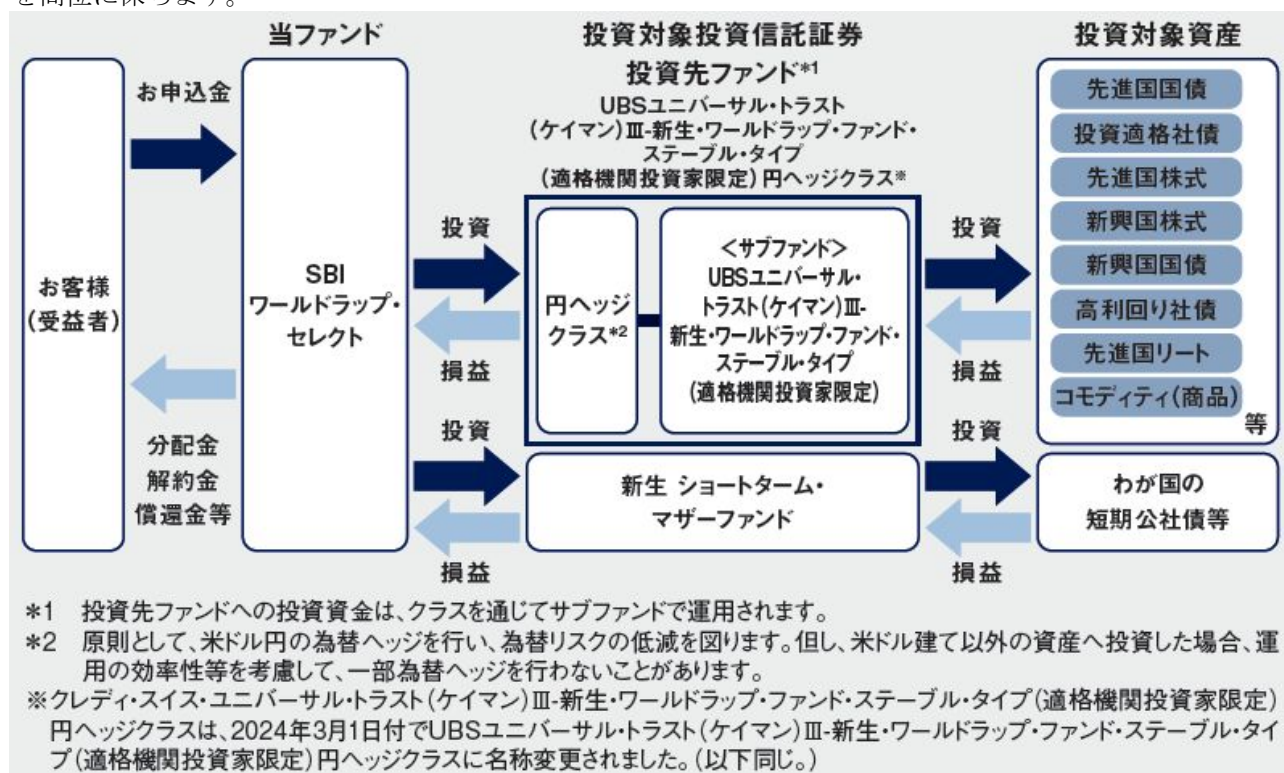 を高位に保ちます。
当ファンド
投資対象投資信託証券
投資対象資産
お客様
(受益者)
お申込金
分配金
解約金
償還金等
SBI
ワールドラップ・
セレクト
投資
損益
投資
損益
投資先ファンド*1
UBSユニバーサル・トラスト
(ケイマン)Ⅲ-新生・ワールドラップ・ファンド・
ステーブル・タイプ
(適格機関投資家限定)円ヘッジクラス※
円ヘッジ
クラス*2
<サブファンド>
UBSユニバーサル・
トラスト(ケイマン)Ⅲ-
新生・ワールドラップ・ファンド・
ステーブル・タイプ
(適格機関投資家限定)
新生 ショートターム・
マザーファンド
投資
損益
投資
損益
先進国国債
投資適格社債
先進国株式
新興国株式
新興国国債
高利回り社債
先進国リート
コモディティ(商品)
等
わが国の
短期公社債等
*1 投資先ファンドへの投資資金は、クラスを通じてサブファンドで運用されます。
*2 原則として、米ドル円の為替ヘッジを行い、為替リスクの低減を図ります。但し、米ドル建て以外の資産へ投資した場合、運
用の効率性等を考慮して、一部為替ヘッジを行わないことがあります。
※クレディ・スイス・ユニバーサル・トラスト(ケイマン)Ⅲ-新生・ワールドラップ・ファンド・ステーブル・タイプ(適格機関投資家限定)
円ヘッジクラスは、2024年3月1日付でUBSユニバーサル・トラスト(ケイマン)Ⅲ-新生・ワールドラップ・ファンド・ステーブル・タイ
プ(適格機関投資家限定)円ヘッジクラスに名称変更されました。(以下同じ。)